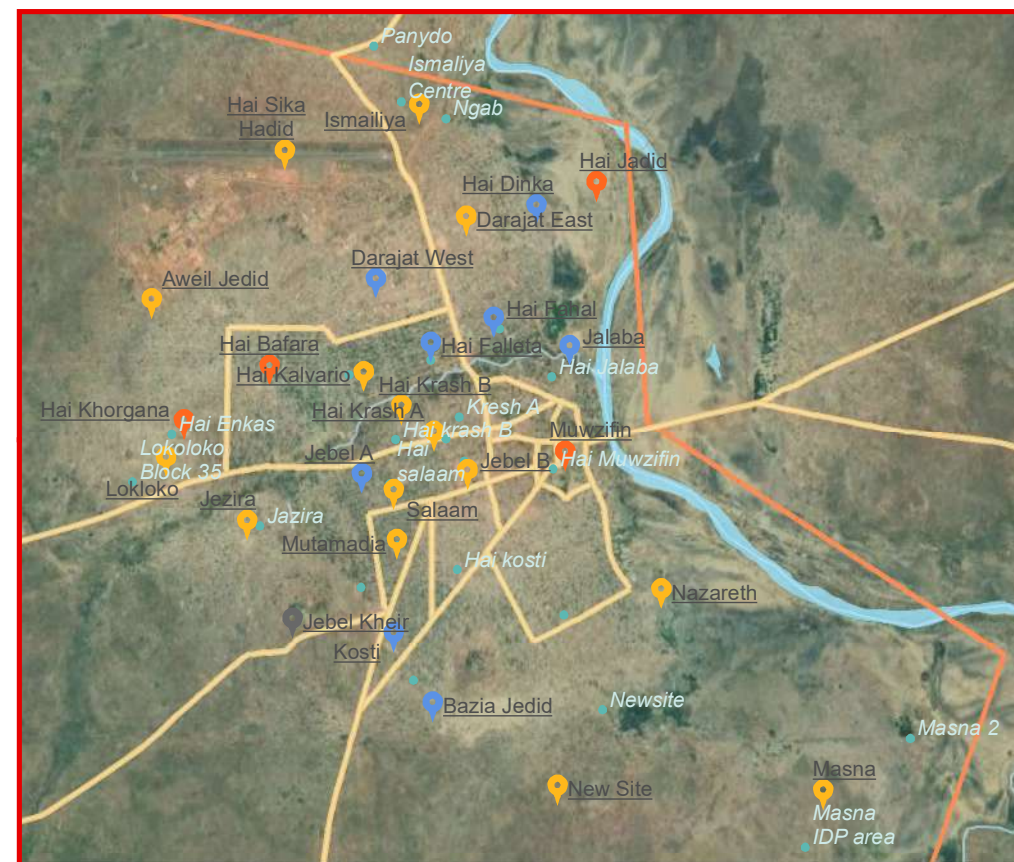 Panydo
Ismaliya
Centre
Ngab
Hai Sika
Hadid
Ismailiya
Hai Jadid
Hai Dinka
Darajat East
Darajat West
Aweil Jedid
Hai Falleta
Jalaba
Hai Bafara
Hai Kalvario
Hai Jalaba
Hai Krash B
Hai Khorgana
Hai Enkas
Hai Krash A
Kresh A
Hai krash B
Muwzifin
Lokoloko
Block 35
Jebel A
Hai
salaam
Jebel B
Hai Muwzifin
Lokloko
Jezira
Jazira
Salaam
Mutamadia
Hai kosti
Nazareth
Jebel Kheir
Kosti
Bazia Jedid
Newsite
Masna 2
New Site
Masna
Masna
IDP area